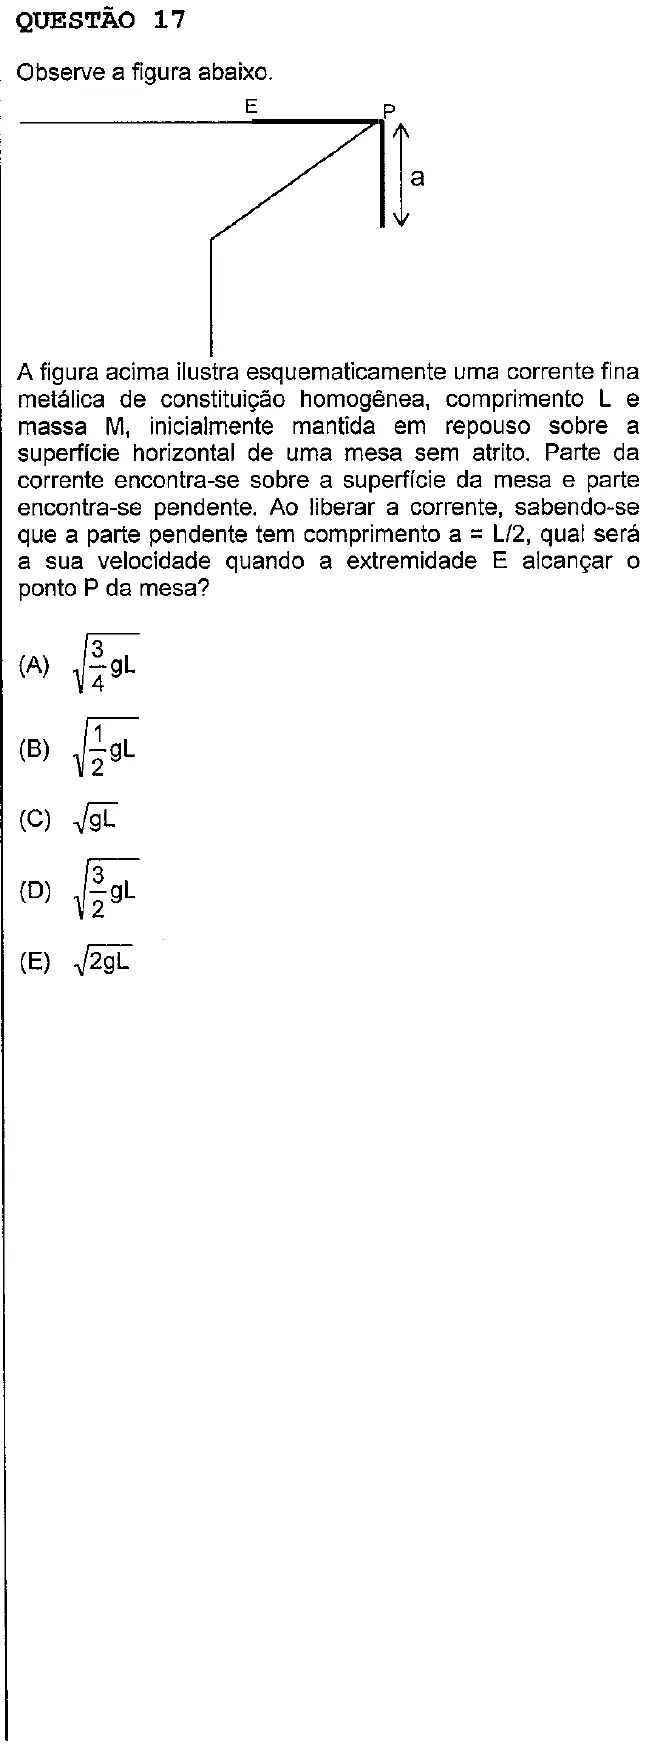 QUESTÃO 17
Observe a figura abaixo.
E
P
a
A figura acima ilustra esquematicamente uma corrente fina
metálica de constituição homogênea, comprimento L e
massa M, inicialmente mantida em repouso sobre a
superfície horizontal de uma mesa sem atrito. Parte da
corrente encontra-se sobre a superfície da mesa e parte
encontra-se pendente. Ao liberar a corrente, sabendo-se
que a parte pendente tem comprimento a = L/2, qual será
a sua velocidade quando a extremidade E alcançar o
ponto P da mesa?
(A) √(3/4 gL)
(B) √(1/2 gL)
(C) √gL
(D) √(3/2 gL)
(E) √2gL